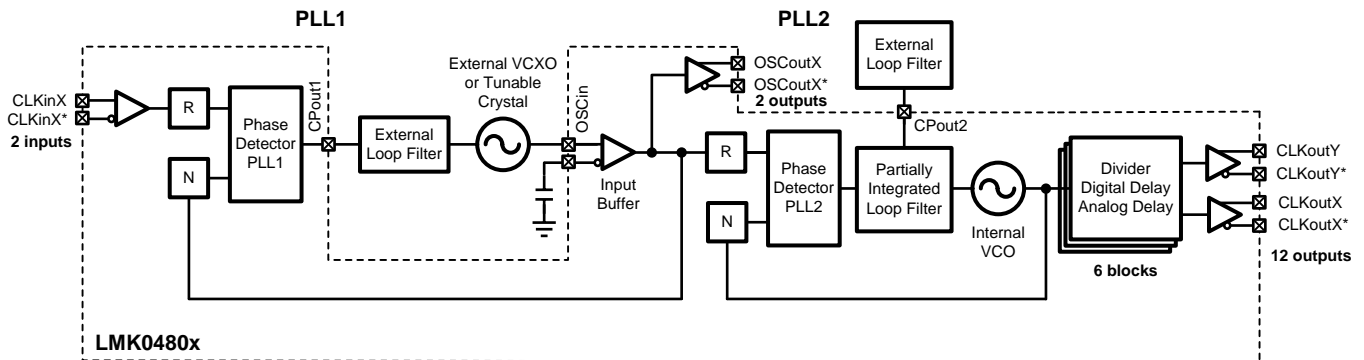 PLL1
PLL2
CLKinX
CLKinX*
2 inputs
R
N
Phase
Detector
PLL1
CPout1
External
Loop Filter
External VCXO
or Tunable
Crystal
OSCin
Input
Buffer
OSCoutX
OSCoutX*
2 outputs
External
Loop Filter
CPout2
R
N
Phase
Detector
PLL2
Partially
Integrated
Loop Filter
Internal
VCO
Divider
Digital Delay
Analog Delay
6 blocks
CLKoutY
CLKoutY*
CLKoutX
CLKoutX*
12 outputs
LMK0480x